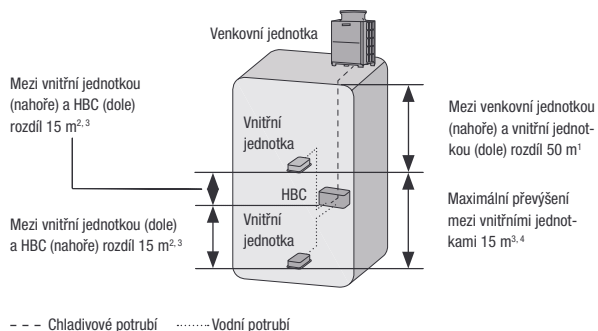 Venkovní jednotka
Mezi vnitřní jednotkou
(nahoře) a HBC (dole)
rozdíl 15 m2, 3
Vnitřní
jednotka
Mezi venkovní jednotkou
(nahoře) a vnitřní jednot-
kou (dole) rozdíl 50 m1
HBC
Mezi vnitřní jednotkou (dole)
a HBC (nahoře) rozdíl 15 m2, 3
Vnitřní
jednotka
Maximální převýšení
mezi vnitřními jednot-
kami 15 m3, 4
– – – Chladivové potrubí ········ Vodní potrubí